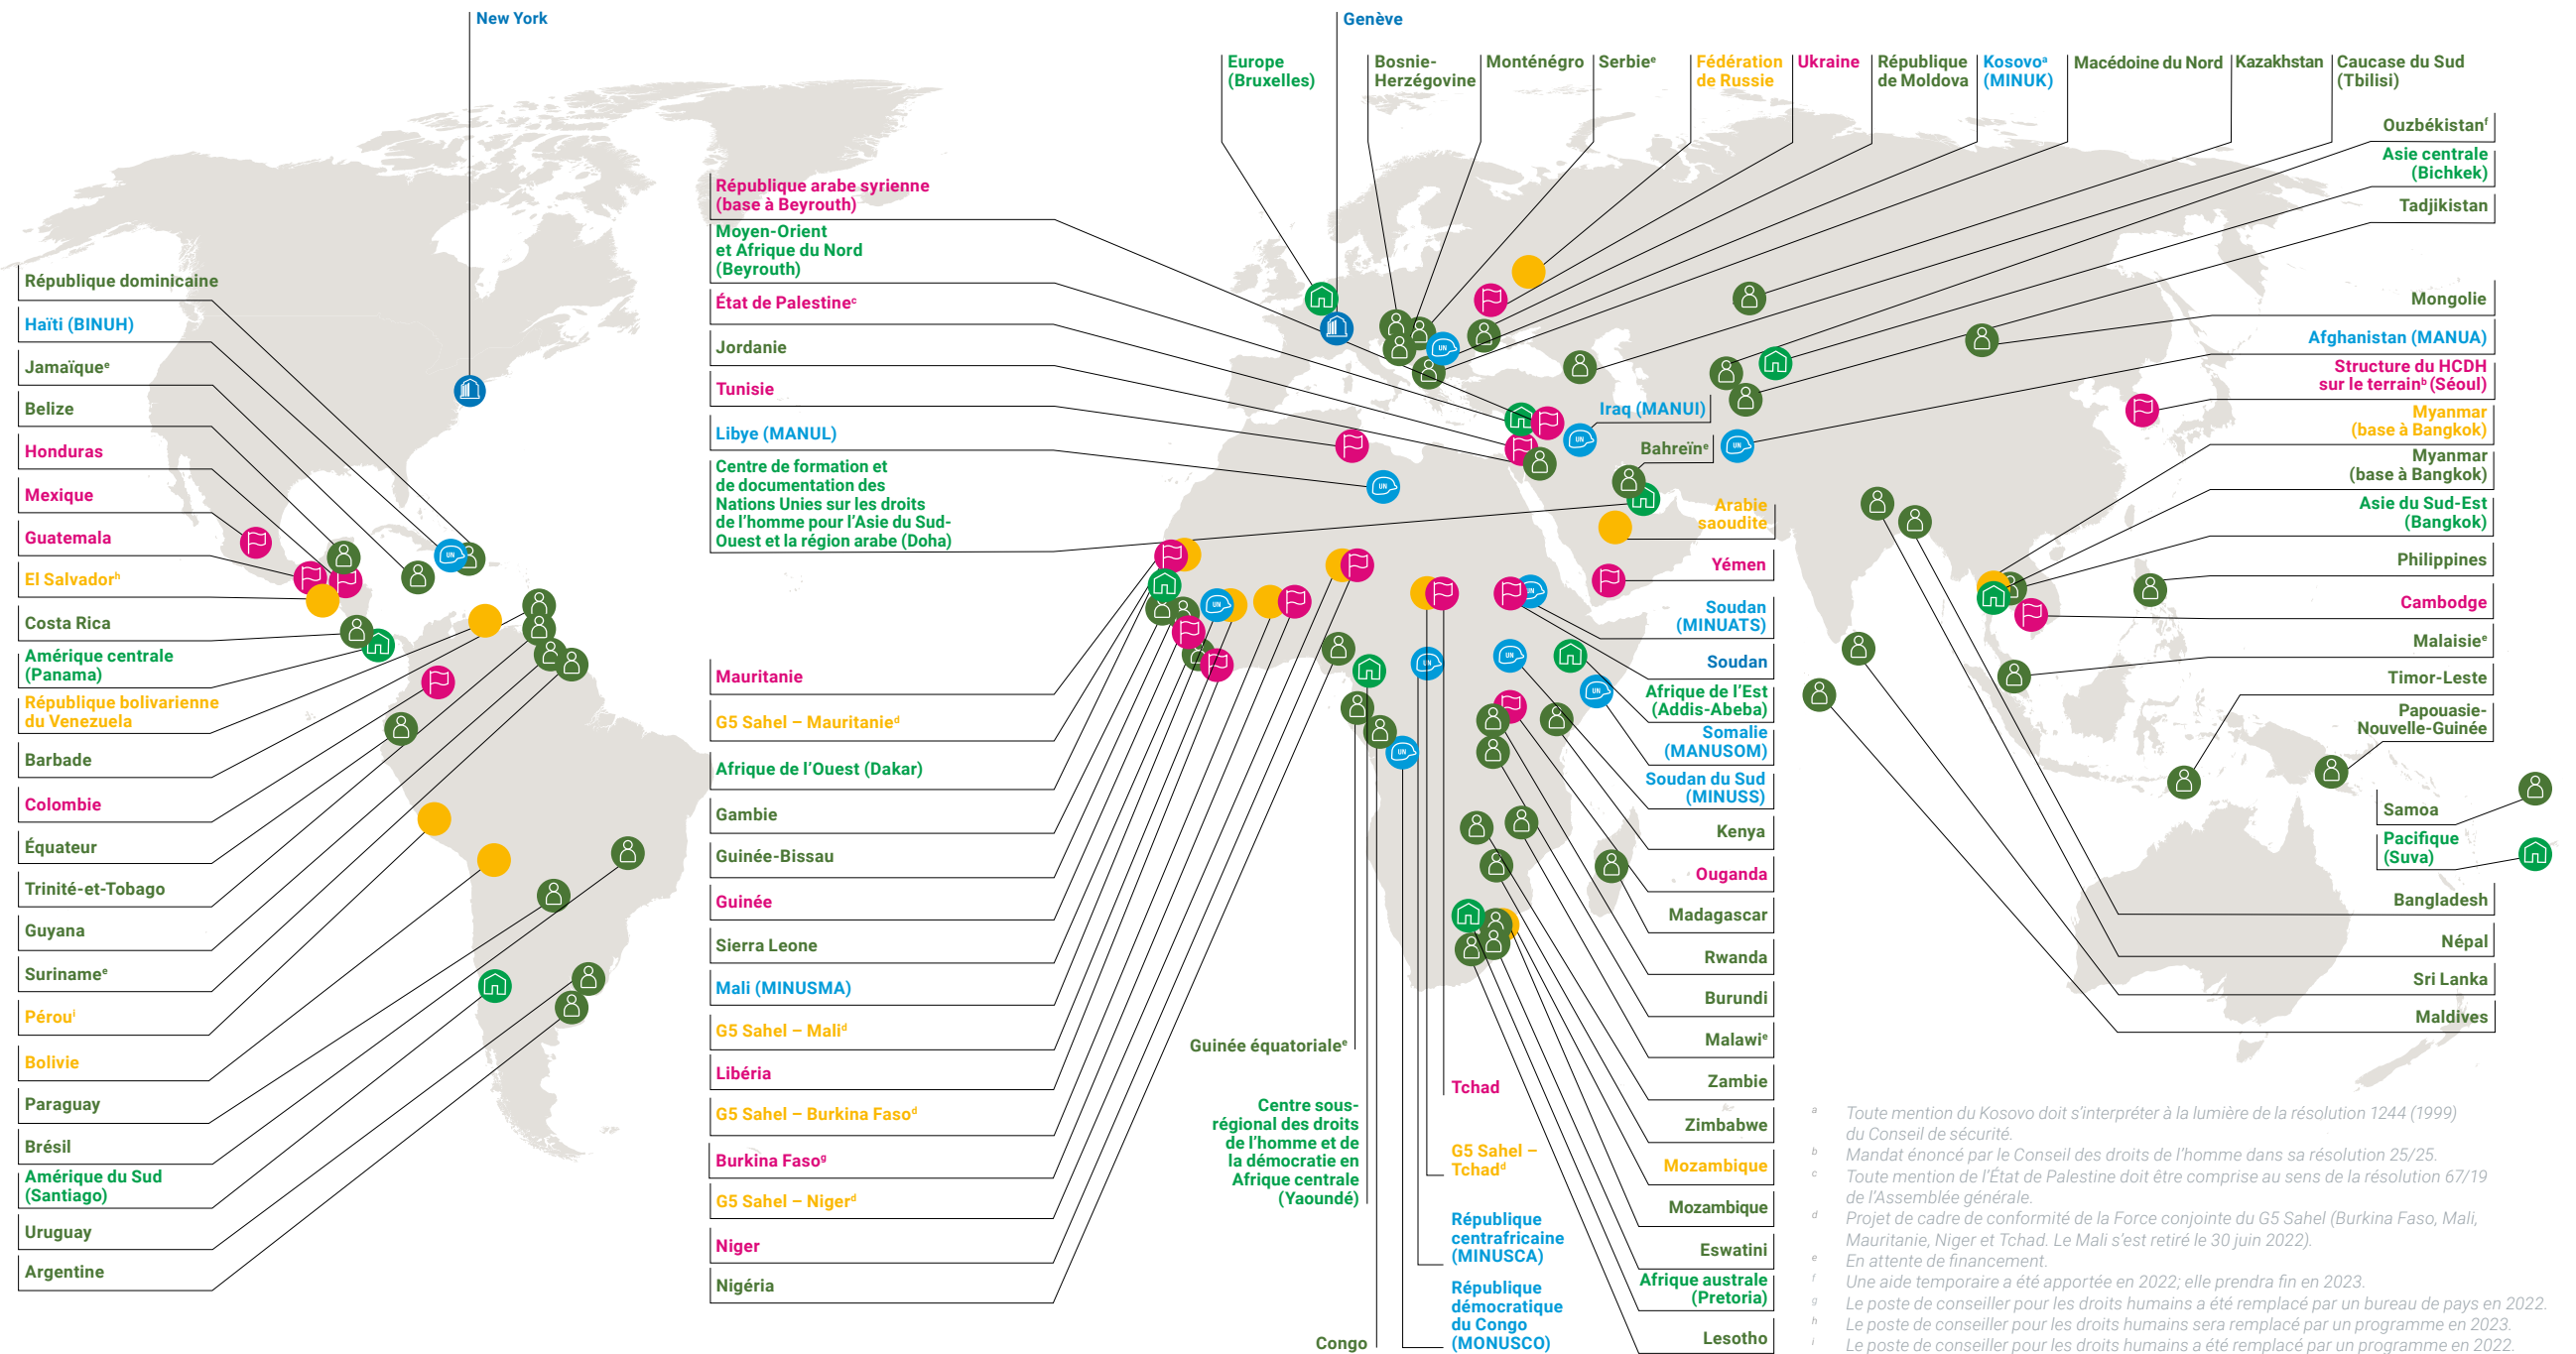 New York
Genève
Europe
(Bruxelles)
Bosnie-
Herzégovine
Monténégro
Serbieᵉ
Fédération
de Russie
Ukraine
République
de Moldova
Kosovoᵃ
(MINUK)
Macédoine du Nord
Kazakhstan
Caucase du Sud
(Tbilisi)
Ouzbékistanᶠ
Asie centrale
(Bichkek)
Tadjikistan
Mongolie
Afghanistan (MANUA)
Structure du HCDH
sur le terrainᵇ (Séoul)
Myanmar
(base à Bangkok)
Myanmar
(base à Bangkok)
Asie du Sud-Est
(Bangkok)
Philippines
Cambodge
Malaisieᵉ
Timor-Leste
Papouasie-
Nouvelle-Guinée
Samoa
Pacifique
(Suva)
Bangladesh
Népal
Sri Lanka
Maldives
République dominicaine
Haïti (BINUH)
Jamaïqueᵉ
Belize
Honduras
Mexique
Guatemala
El Salvadorʰ
Costa Rica
Amérique centrale
(Panama)
République bolivarienne
du Venezuela
Barbade
Colombie
Équateur
Trinité-et-Tobago
Guyana
Surinameᵉ
Pérouⁱ
Bolivie
Paraguay
Brésil
Amérique du Sud
(Santiago)
Uruguay
Argentine
République arabe syrienne
(base à Beyrouth)
Moyen-Orient
et Afrique du Nord
(Beyrouth)
État de Palestineᶜ
Jordanie
Tunisie
Libye (MANUL)
Centre de formation et
de documentation des
Nations Unies sur les droits
de l'homme pour l'Asie du Sud-
Ouest et la région arabe (Doha)
Mauritanie
G5 Sahel – Mauritanieᵈ
Afrique de l'Ouest (Dakar)
Gambie
Guinée-Bissau
Guinée
Sierra Leone
Mali (MINUSMA)
G5 Sahel – Maliᵈ
Libéria
G5 Sahel – Burkina Fasoᵈ
Burkina Fasoᵍ
G5 Sahel – Nigerᵈ
Niger
Nigéria
Iraq (MANUI)
Bahreïnᵉ
Arabie
saoudite
Yémen
Soudan
(MINUATS)
Soudan
Afrique de l'Est
(Addis-Abeba)
Somalie
(MANUSOM)
Soudan du Sud
(MINUSS)
Kenya
Ouganda
Madagascar
Rwanda
Burundi
Malawiᵉ
Zambie
Zimbabwe
Mozambique
Mozambique
Eswatini
Afrique australe
(Pretoria)
Lesotho
Guinée équatorialeᵉ
Centre sous-
régional des droits
de l'homme et de
la démocratie en
Afrique centrale
(Yaoundé)
Congo
Tchad
G5 Sahel –
Tchadᵈ
République
centrafricaine
(MINUSCA)
République
démocratique
du Congo
(MONUSCO)
UN
UN
UN
UN
UN
UN
UN
UN
UN
UN
UN
ᵃ Toute mention du Kosovo doit s'interpréter à la lumière de la résolution 1244 (1999)
du Conseil de sécurité.
ᵇ Mandat énoncé par le Conseil des droits de l'homme dans sa résolution 25/25.
ᶜ Toute mention de l'État de Palestine doit être comprise au sens de la résolution 67/19
de l'Assemblée générale.
ᵈ Projet de cadre de conformité de la Force conjointe du G5 Sahel (Burkina Faso, Mali,
Mauritanie, Niger et Tchad. Le Mali s'est retiré le 30 juin 2022).
ᵉ En attente de financement.
ᶠ Une aide temporaire a été apportée en 2022; elle prendra fin en 2023.
ᵍ Le poste de conseiller pour les droits humains a été remplacé par un bureau de pays en 2022.
ʰ Le poste de conseiller pour les droits humains sera remplacé par un programme en 2023.
ⁱ Le poste de conseiller pour les droits humains a été remplacé par un programme en 2022.